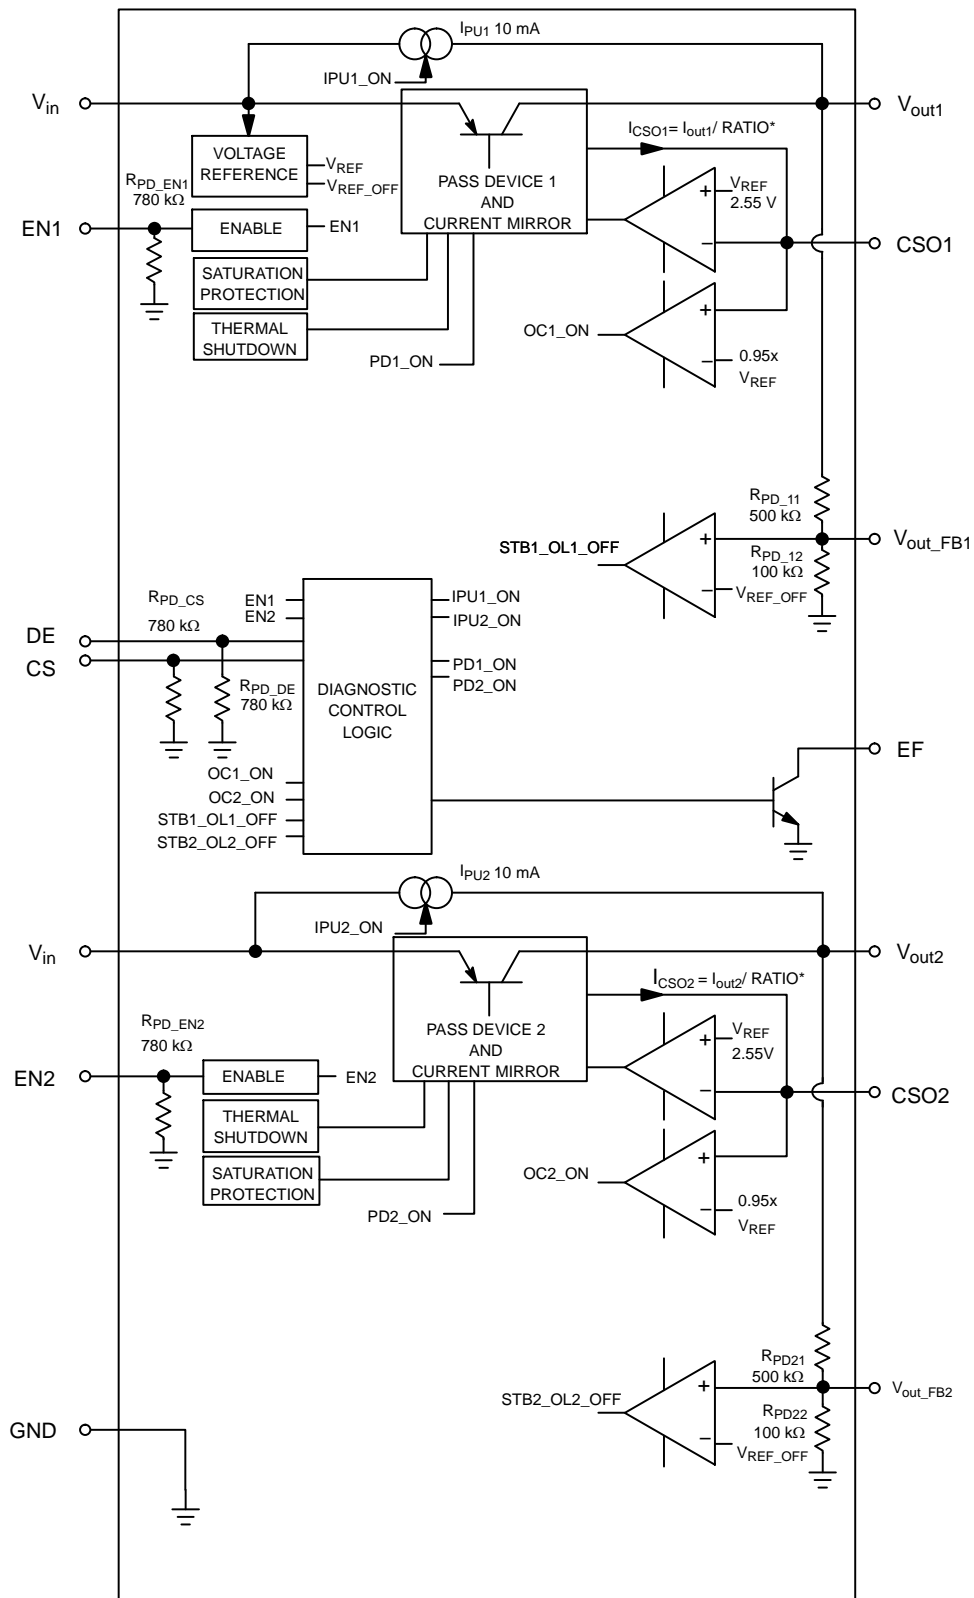 I_PU1 10 mA
IPU1_ON
V_in
V_out1
I_CSO1 = I_out1/ RATIO*
VOLTAGE
REFERENCE
V_REF
V_REF_OFF
R_PD_EN1
780 kΩ
PASS DEVICE 1
AND
CURRENT MIRROR
+
V_REF
2.55 V
−
EN1
ENABLE
EN1
CSO1
SATURATION
PROTECTION
THERMAL
SHUTDOWN
PD1_ON
OC1_ON
+
−
0.95x
V_REF
R_PD_11
500 kΩ
STB1_OL1_OFF
+
−
V_out_FB1
R_PD_12
100 kΩ
V_REF_OFF
R_PD_CS
780 kΩ
EN1
EN2
IPU1_ON
IPU2_ON
DE
CS
R_PD_DE
780 kΩ
DIAGNOSTIC
CONTROL
LOGIC
PD1_ON
PD2_ON
EF
OC1_ON
OC2_ON
STB1_OL1_OFF
STB2_OL2_OFF
I_PU2 10 mA
IPU2_ON
V_in
V_out2
I_CSO2 = I_out2/ RATIO*
R_PD_EN2
780 kΩ
PASS DEVICE 2
AND
CURRENT MIRROR
+
V_REF
2.55V
−
EN2
ENABLE
EN2
CSO2
THERMAL
SHUTDOWN
SATURATION
PROTECTION
PD2_ON
OC2_ON
+
−
0.95x
V_REF
R_PD21
500 kΩ
STB2_OL2_OFF
+
−
V_out_FB2
R_PD22
100 kΩ
V_REF_OFF
GND